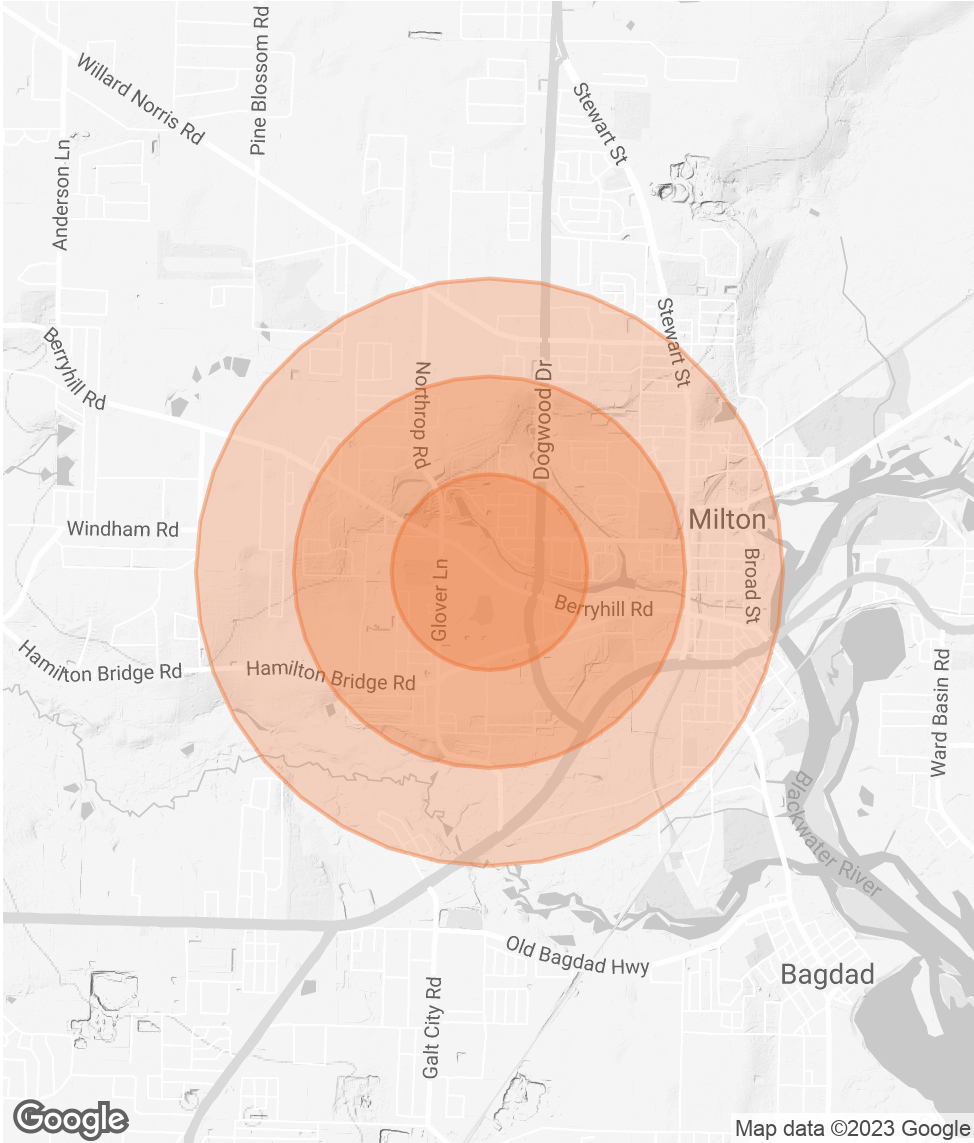 Willard Norris Rd
Pine Blossom Rd
Stewart St
Anderson Ln
Stewart St
Berryhill Rd
Northrop Rd
Dogwood Dr
Milton
Windham Rd
Broad St
Glover Ln
Berryhill Rd
Hamilton Bridge Rd
Hamilton Bridge Rd
Ward Basin Rd
Blackwater River
Old Bagdad Hwy
Bagdad
Galt City Rd
Google
Map data ©2023 Google